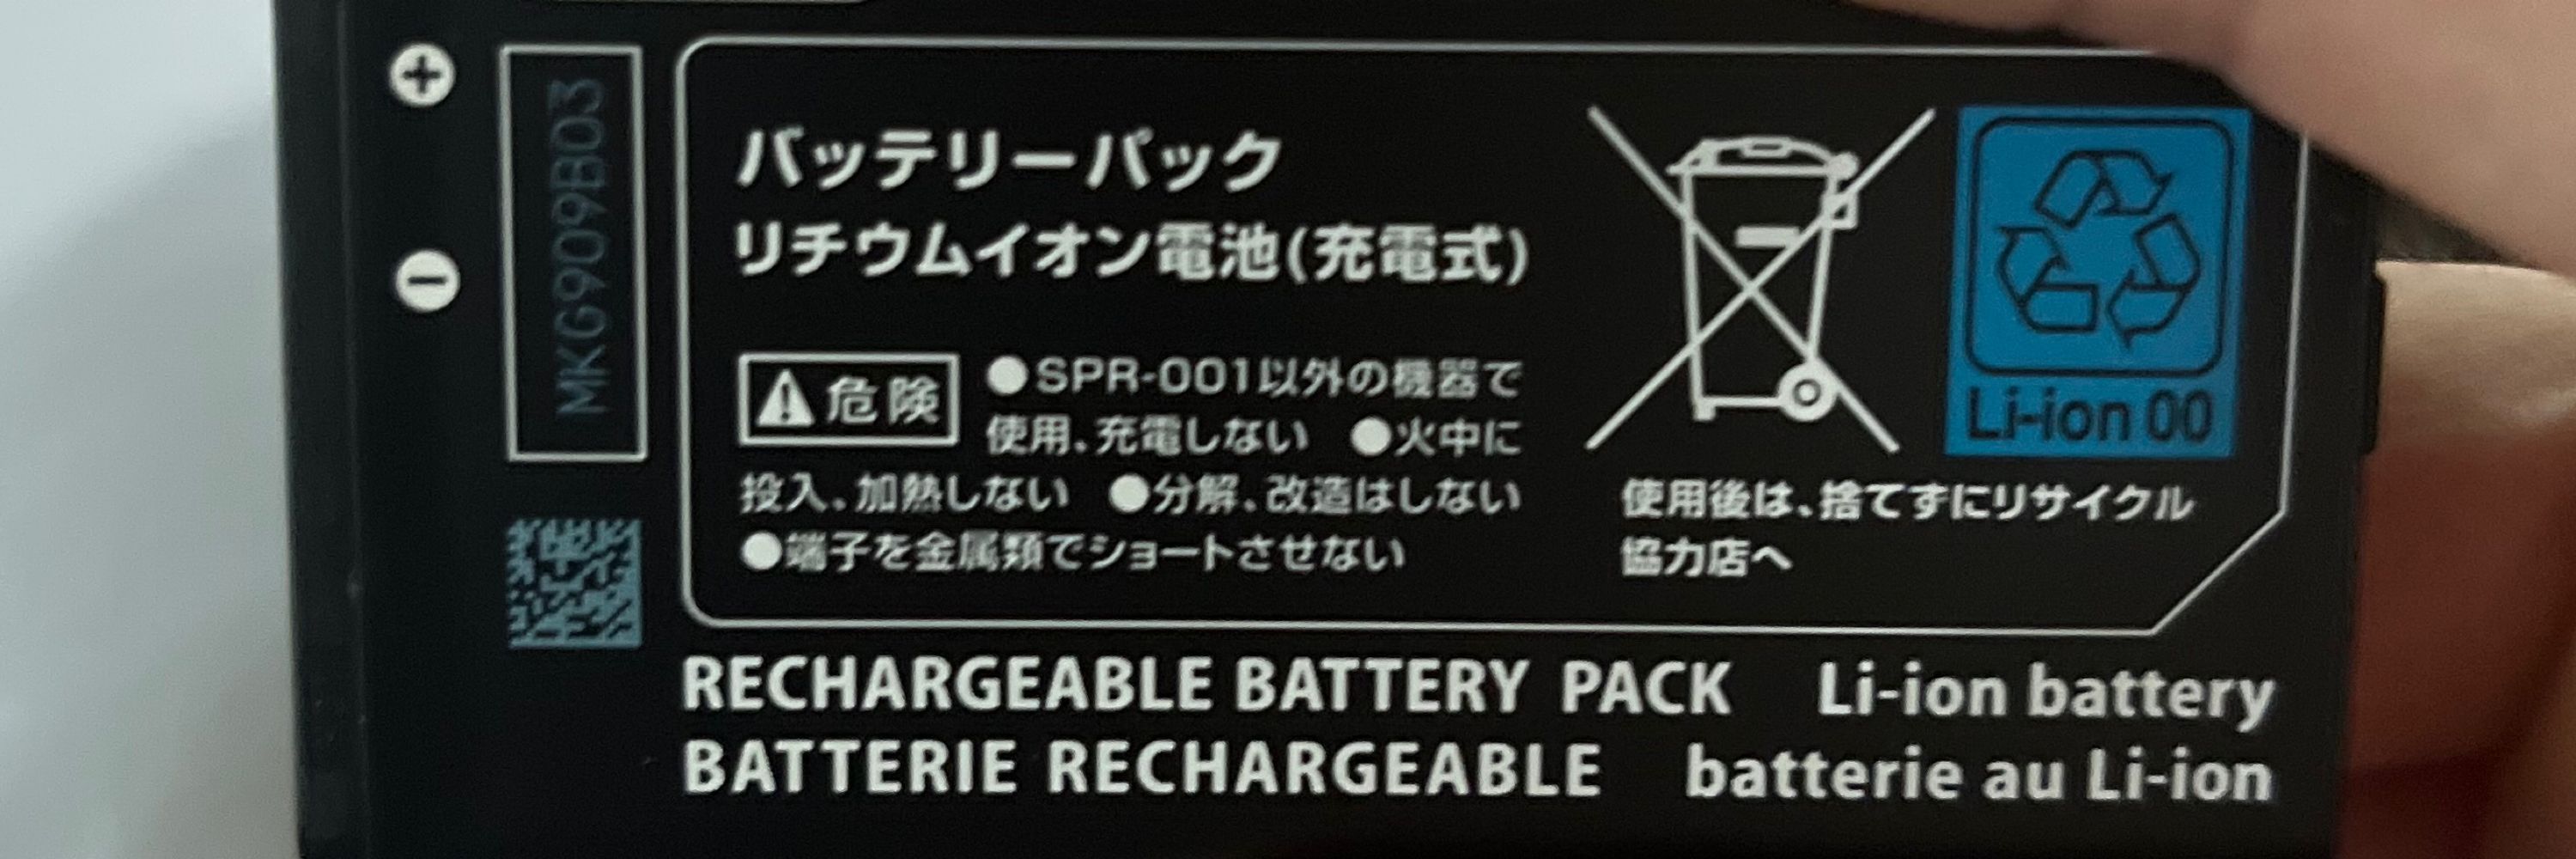 +
−
MKG909B03
バッテリーパック
リチウムイオン電池(充電式)
危険 ●SPR-001以外の機器で
使用、充電しない ●火中に
投入、加熱しない ●分解、改造はしない
●端子を金属類でショートさせない
Li-ion 00
使用後は、捨てずにリサイクル
協力店へ
RECHARGEABLE BATTERY PACK Li-ion battery
BATTERIE RECHARGEABLE batterie au Li-ion